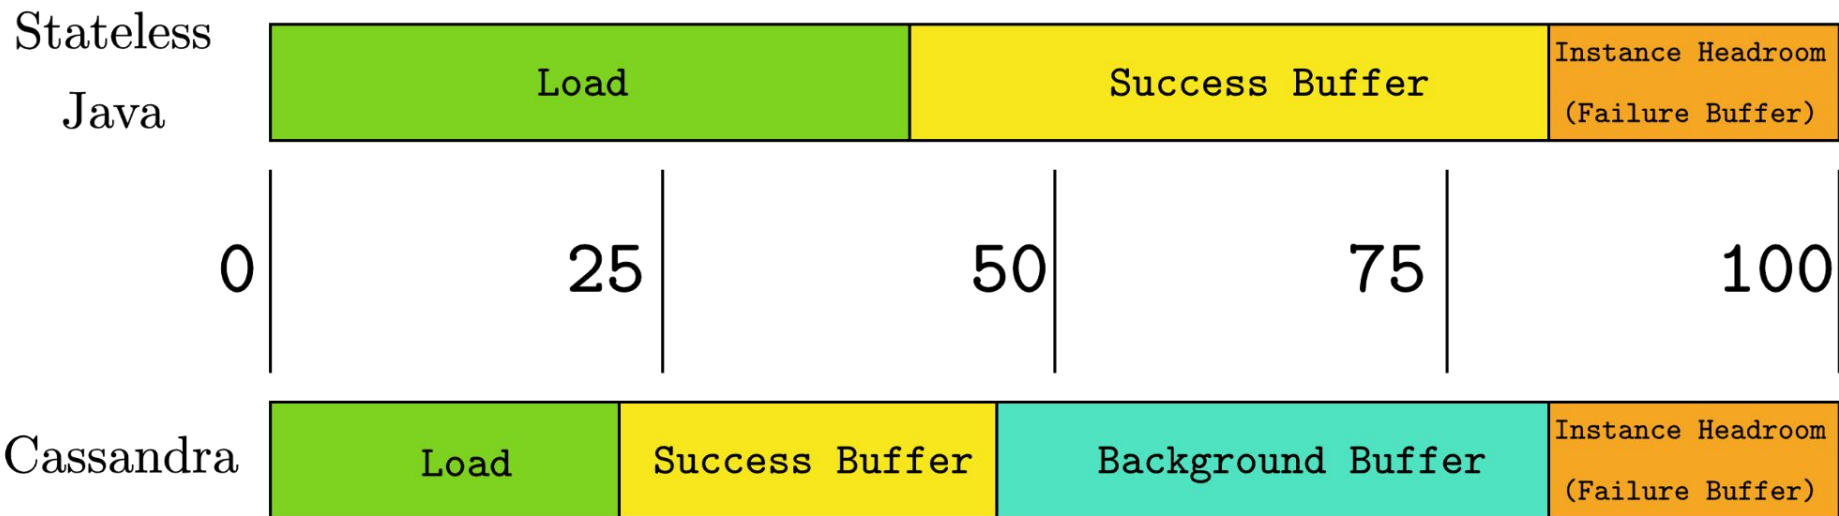 Stateless
Java
Load
Success Buffer
Instance Headroom
(Failure Buffer)
0
25
50
75
100
Cassandra
Load
Success Buffer
Background Buffer
Instance Headroom
(Failure Buffer)